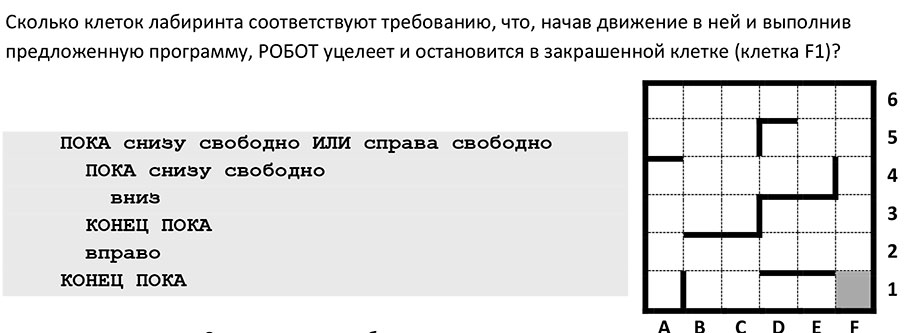 Сколько клеток лабиринта соответствуют требованию, что, начав движение в ней и выполнив
предложенную программу, РОБОТ уцелеет и остановится в закрашенной клетке (клетка F1)?
ПОКА снизу свободно ИЛИ справа свободно
ПОКА снизу свободно
вниз
КОНЕЦ ПОКА
вправо
КОНЕЦ ПОКА
6
5
4
3
2
1
A B C D E F